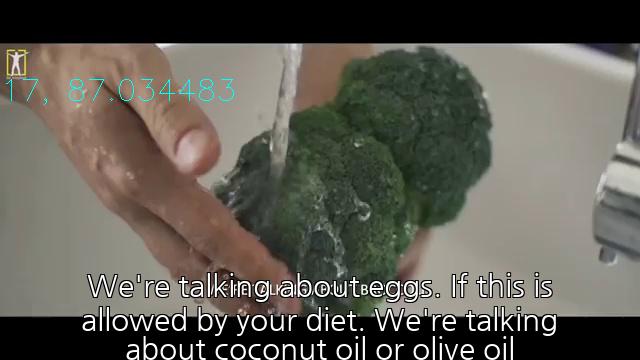 17, 87.034483
We're talking about eggs. If this is
allowed by your diet. We're talking
about coconut oil or olive oil